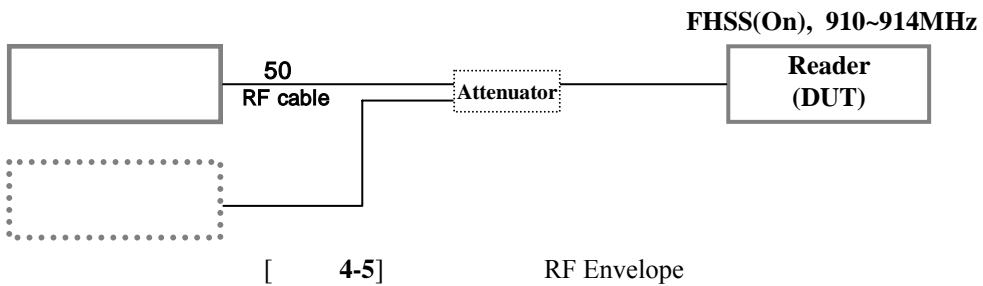 FHSS(On), 910~914MHz
50
RF cable
Attenuator
Reader
(DUT)
[ 4-5] RF Envelope